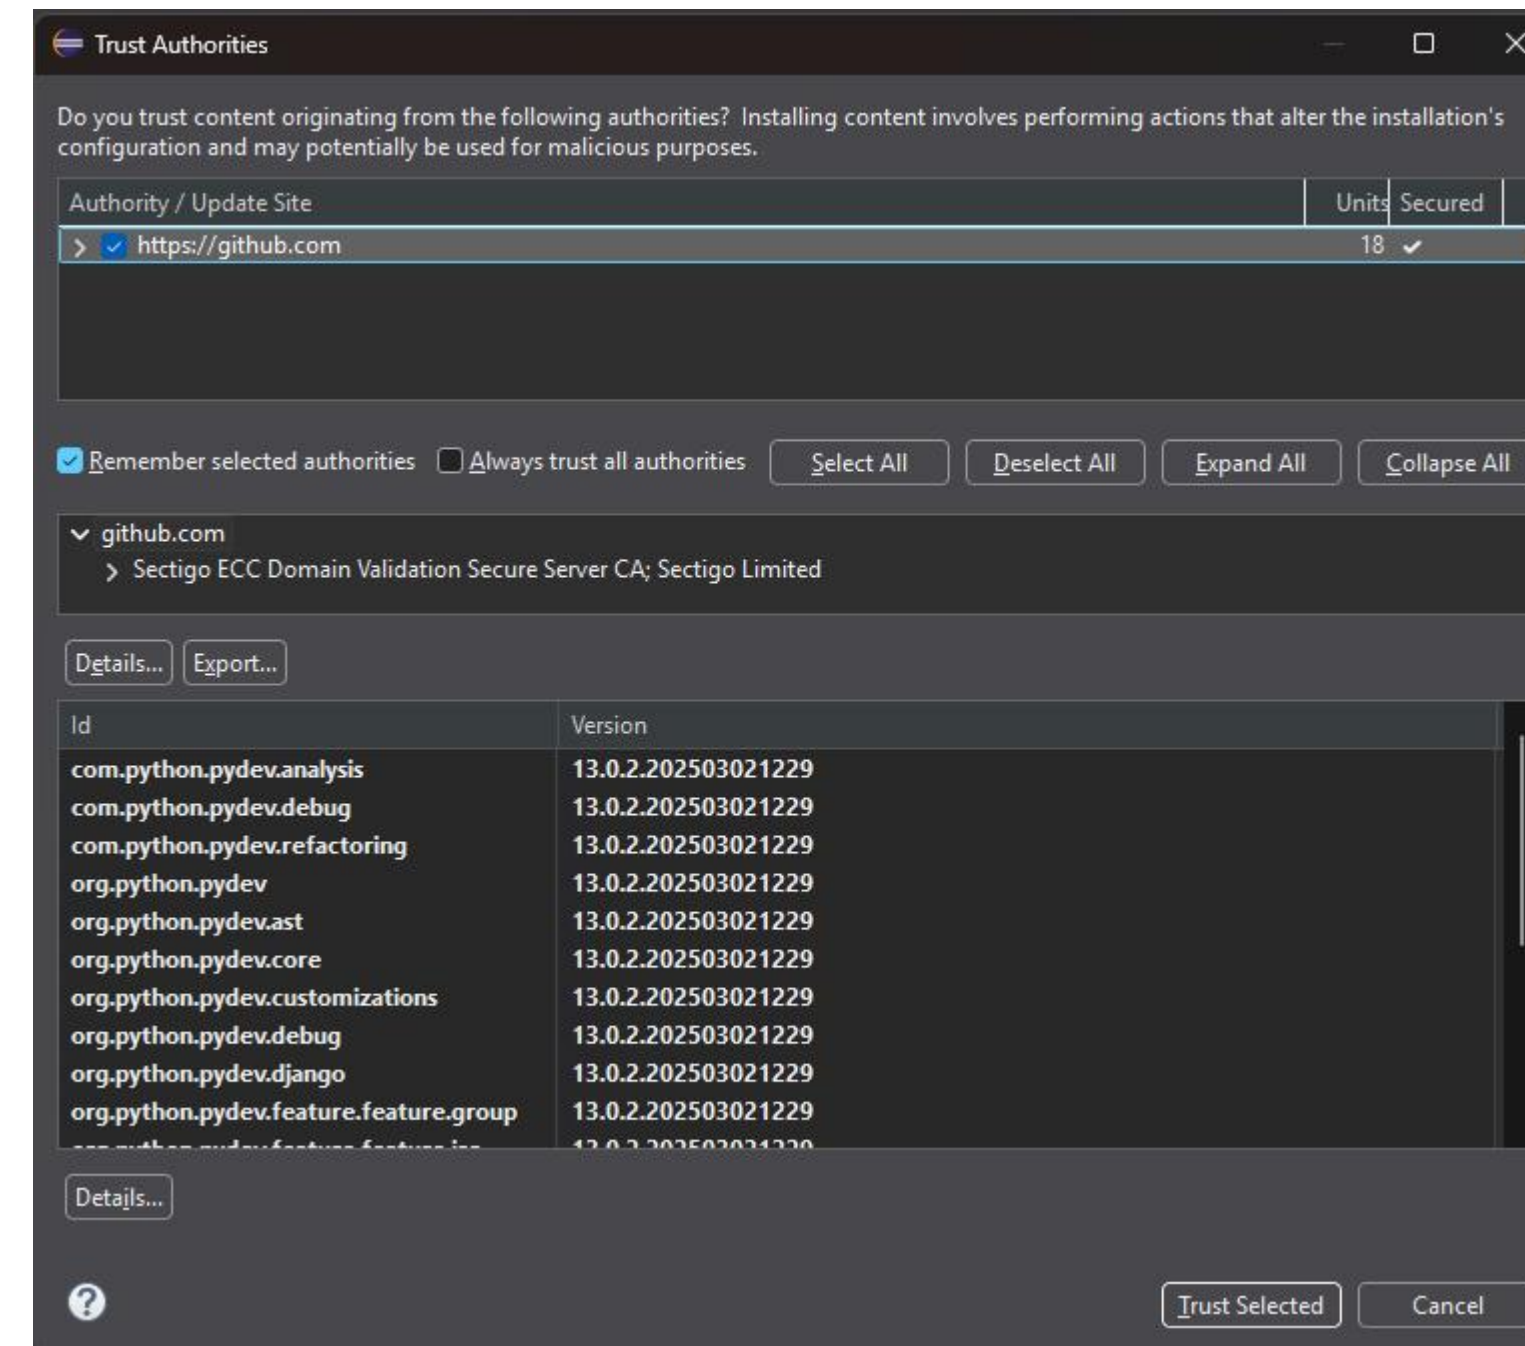 Trust Authorities
Do you trust content originating from the following authorities? Installing content involves performing actions that alter the installation's
configuration and may potentially be used for malicious purposes.
Authority / Update Site Units Secured
https://github.com 18
Remember selected authorities Always trust all authorities Select All Deselect All Expand All Collapse All
github.com
Sectigo ECC Domain Validation Secure Server CA; Sectigo Limited
Details... Export...
Id Version
com.python.pydev.analysis 13.0.2.202503021229
com.python.pydev.debug 13.0.2.202503021229
com.python.pydev.refactoring 13.0.2.202503021229
org.python.pydev 13.0.2.202503021229
org.python.pydev.ast 13.0.2.202503021229
org.python.pydev.core 13.0.2.202503021229
org.python.pydev.customizations 13.0.2.202503021229
org.python.pydev.debug 13.0.2.202503021229
org.python.pydev.django 13.0.2.202503021229
org.python.pydev.feature.feature.group 13.0.2.202503021229
Details...
Trust Selected Cancel